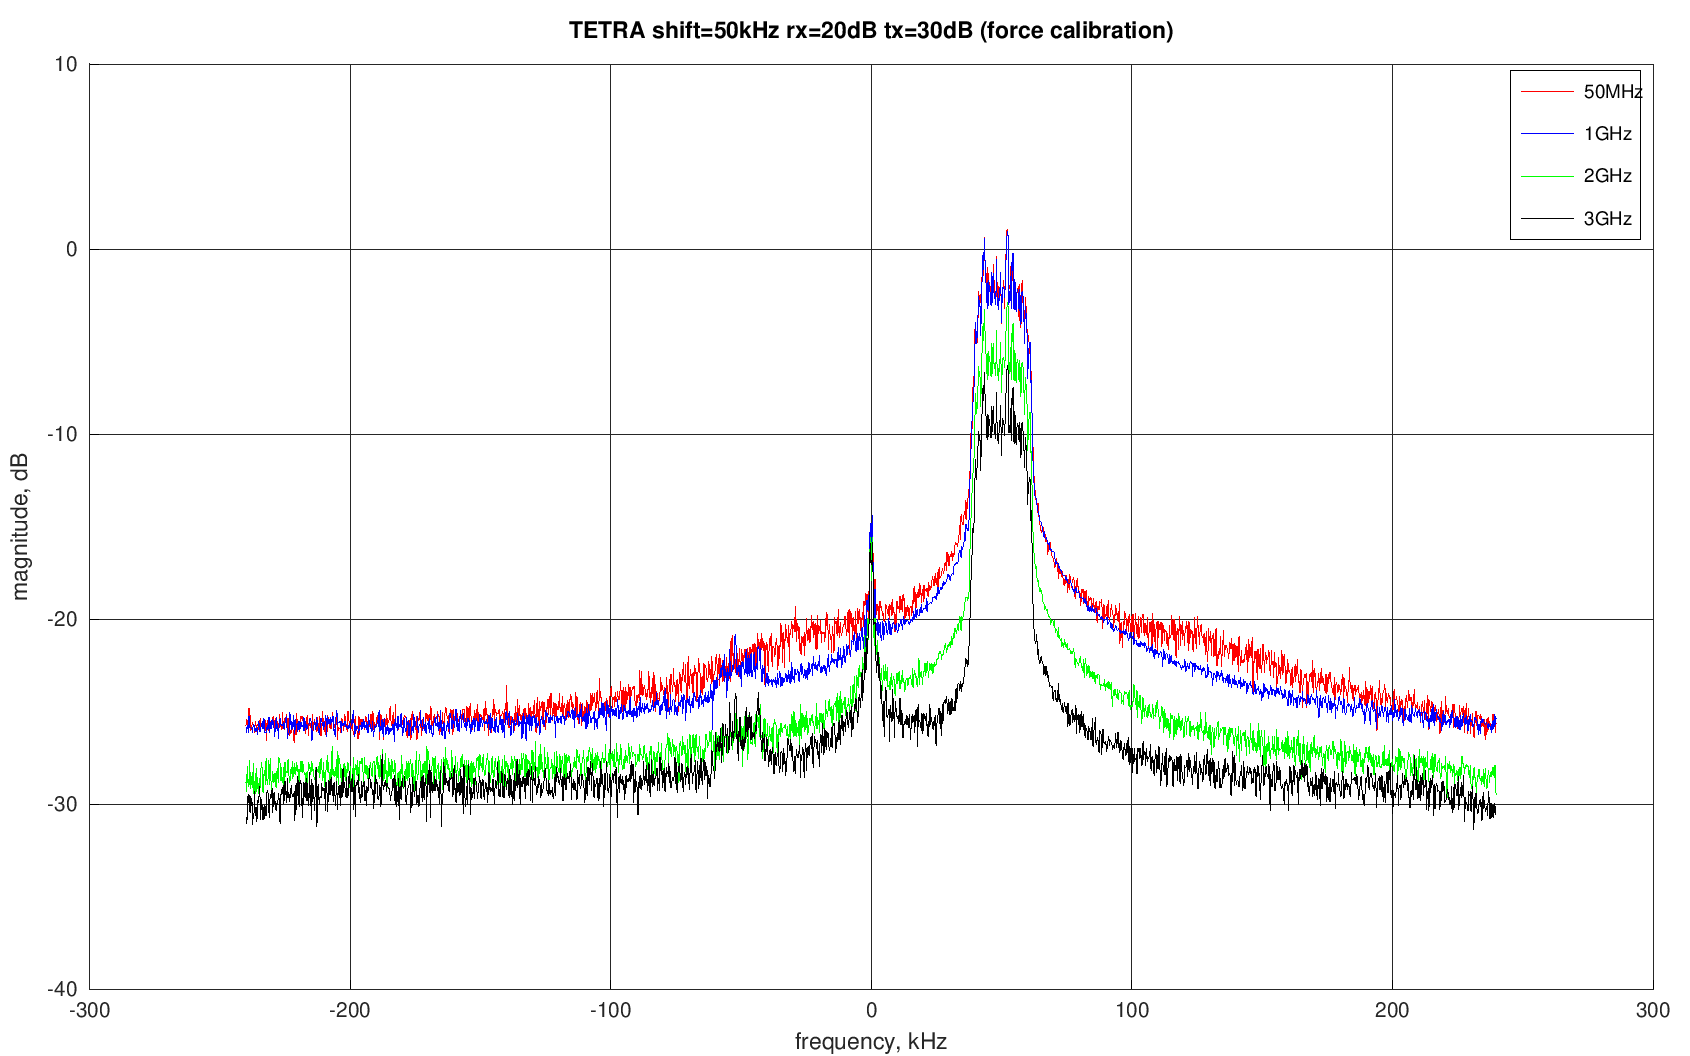 TETRA shift=50kHz rx=20dB tx=30dB (force calibration)
10
0
-10
-20
-30
-40
magnitude, dB
50MHz
1GHz
2GHz
3GHz
-300
-200
-100
0
100
200
300
frequency, kHz